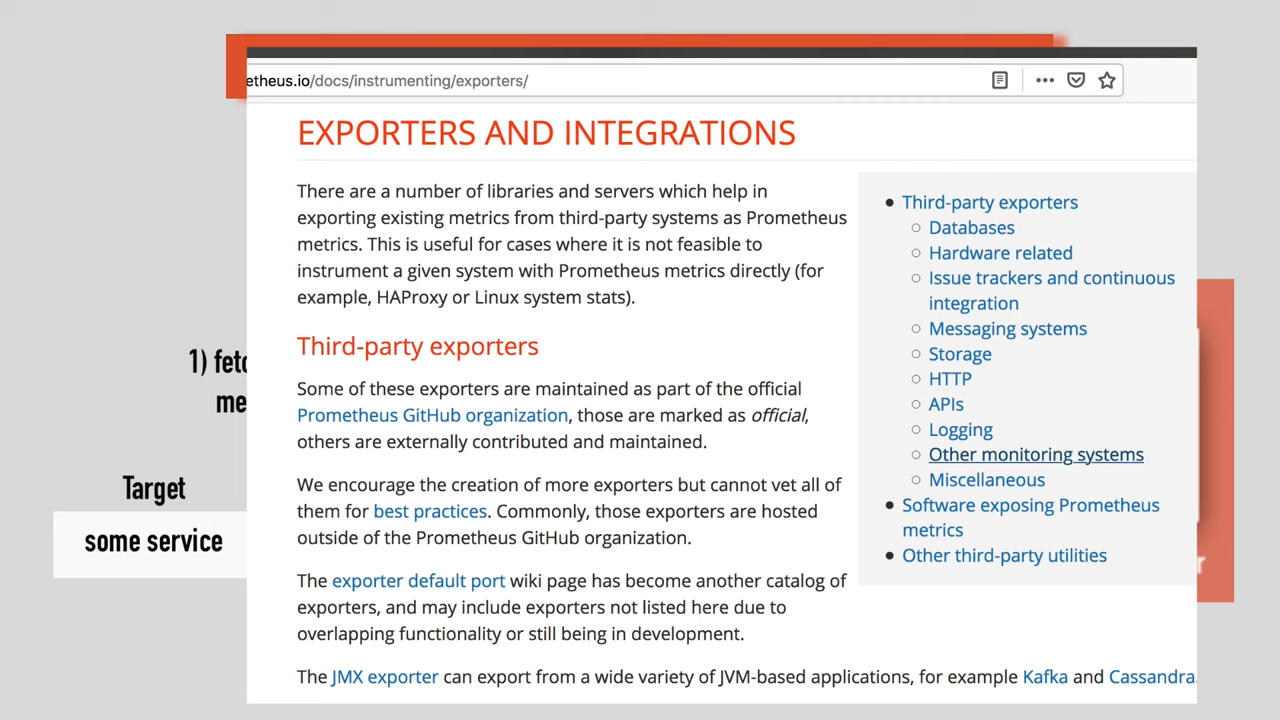 etheus.io/docs/instrumenting/exporters/
EXPORTERS AND INTEGRATIONS
There are a number of libraries and servers which help in
exporting existing metrics from third-party systems as Prometheus
metrics. This is useful for cases where it is not feasible to
instrument a given system with Prometheus metrics directly (for
example, HAProxy or Linux system stats).
Third-party exporters
Some of these exporters are maintained as part of the official
Prometheus GitHub organization, those are marked as official,
others are externally contributed and maintained.
We encourage the creation of more exporters but cannot vet all of
them for best practices. Commonly, those exporters are hosted
outside of the Prometheus GitHub organization.
The exporter default port wiki page has become another catalog of
exporters, and may include exporters not listed here due to
overlapping functionality or still being in development.
The JMX exporter can export from a wide variety of JVM-based applications, for example Kafka and Cassandra.
Third-party exporters
Databases
Hardware related
Issue trackers and continuous
integration
Messaging systems
Storage
HTTP
APIs
Logging
Other monitoring systems
Miscellaneous
Software exposing Prometheus
metrics
Other third-party utilities
1) fetc
me
Target
some service